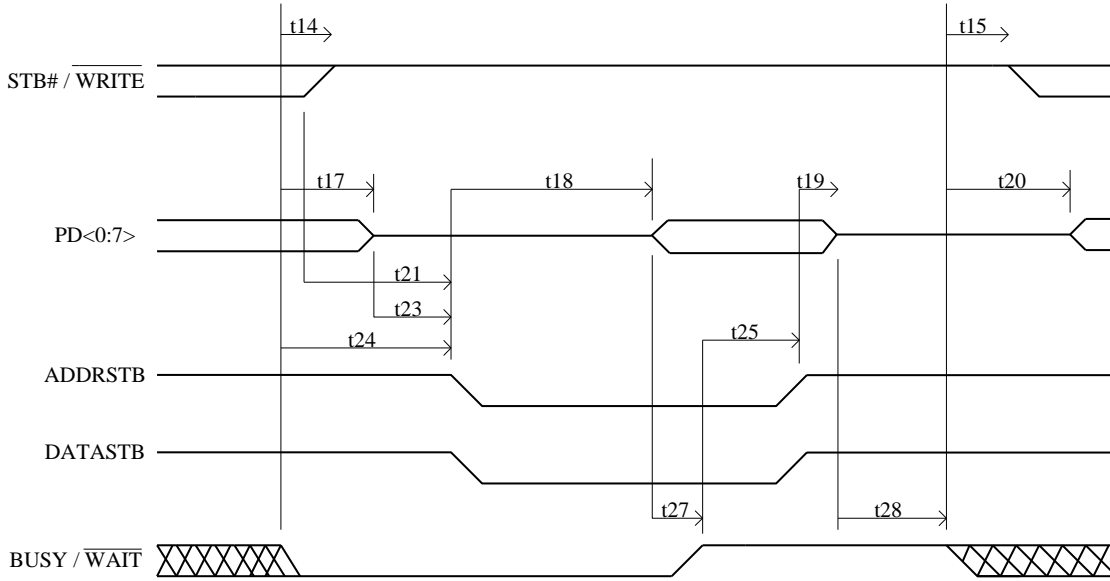 t14 t15
STB# / WRITE
t17 t18 t19 t20
PD<0:7>
t21
t23
t25
t24
ADDRSTB
DATASTB
t27 t28
BUSY / WAIT